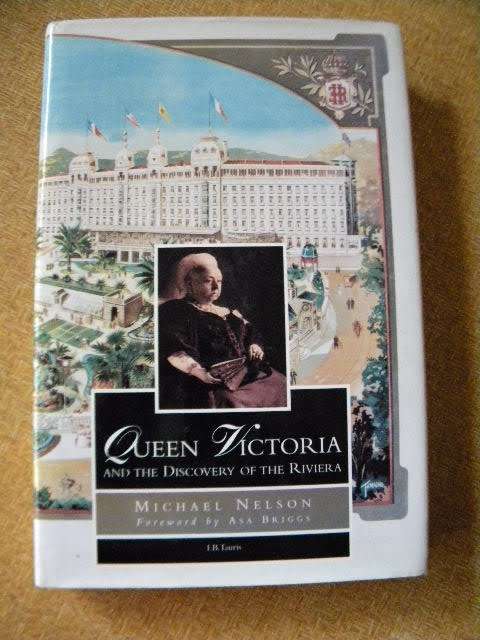 QUEEN VICTORIA
AND THE DISCOVERY OF THE RIVIERA
MICHAEL NELSON
Foreword by ASA BRIGGS
I.B. Tauris